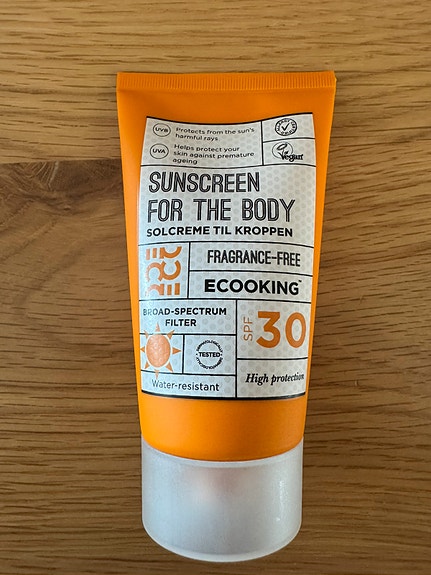 UVB Protects from the sun's
harmful rays
UVA Helps protect your
skin against premature
ageing
Vegan
SUNSCREEN
FOR THE BODY
SOLCREME TIL KROPPEN
FRAGRANCE-FREE
ECOOKING™
BROAD-SPECTRUM
FILTER
SPF 30
TESTED
Water-resistant
High protection